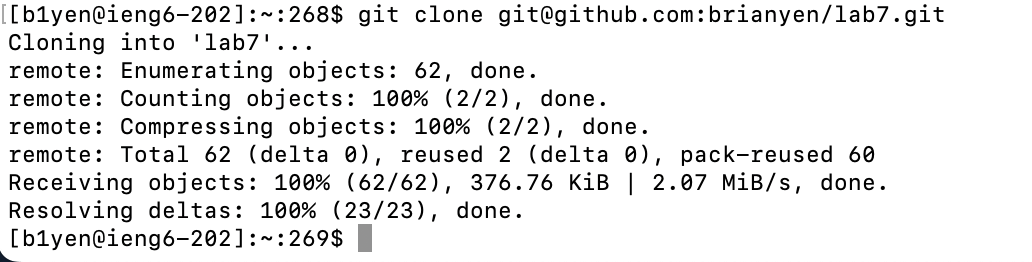 [[b1yen@ieng6-202]:~:268$ git clone git@github.com:brianyen/lab7.git
Cloning into 'lab7'...
remote: Enumerating objects: 62, done.
remote: Counting objects: 100% (2/2), done.
remote: Compressing objects: 100% (2/2), done.
remote: Total 62 (delta 0), reused 2 (delta 0), pack-reused 60
Receiving objects: 100% (62/62), 376.76 KiB | 2.07 MiB/s, done.
Resolving deltas: 100% (23/23), done.
[b1yen@ieng6-202]:~:269$